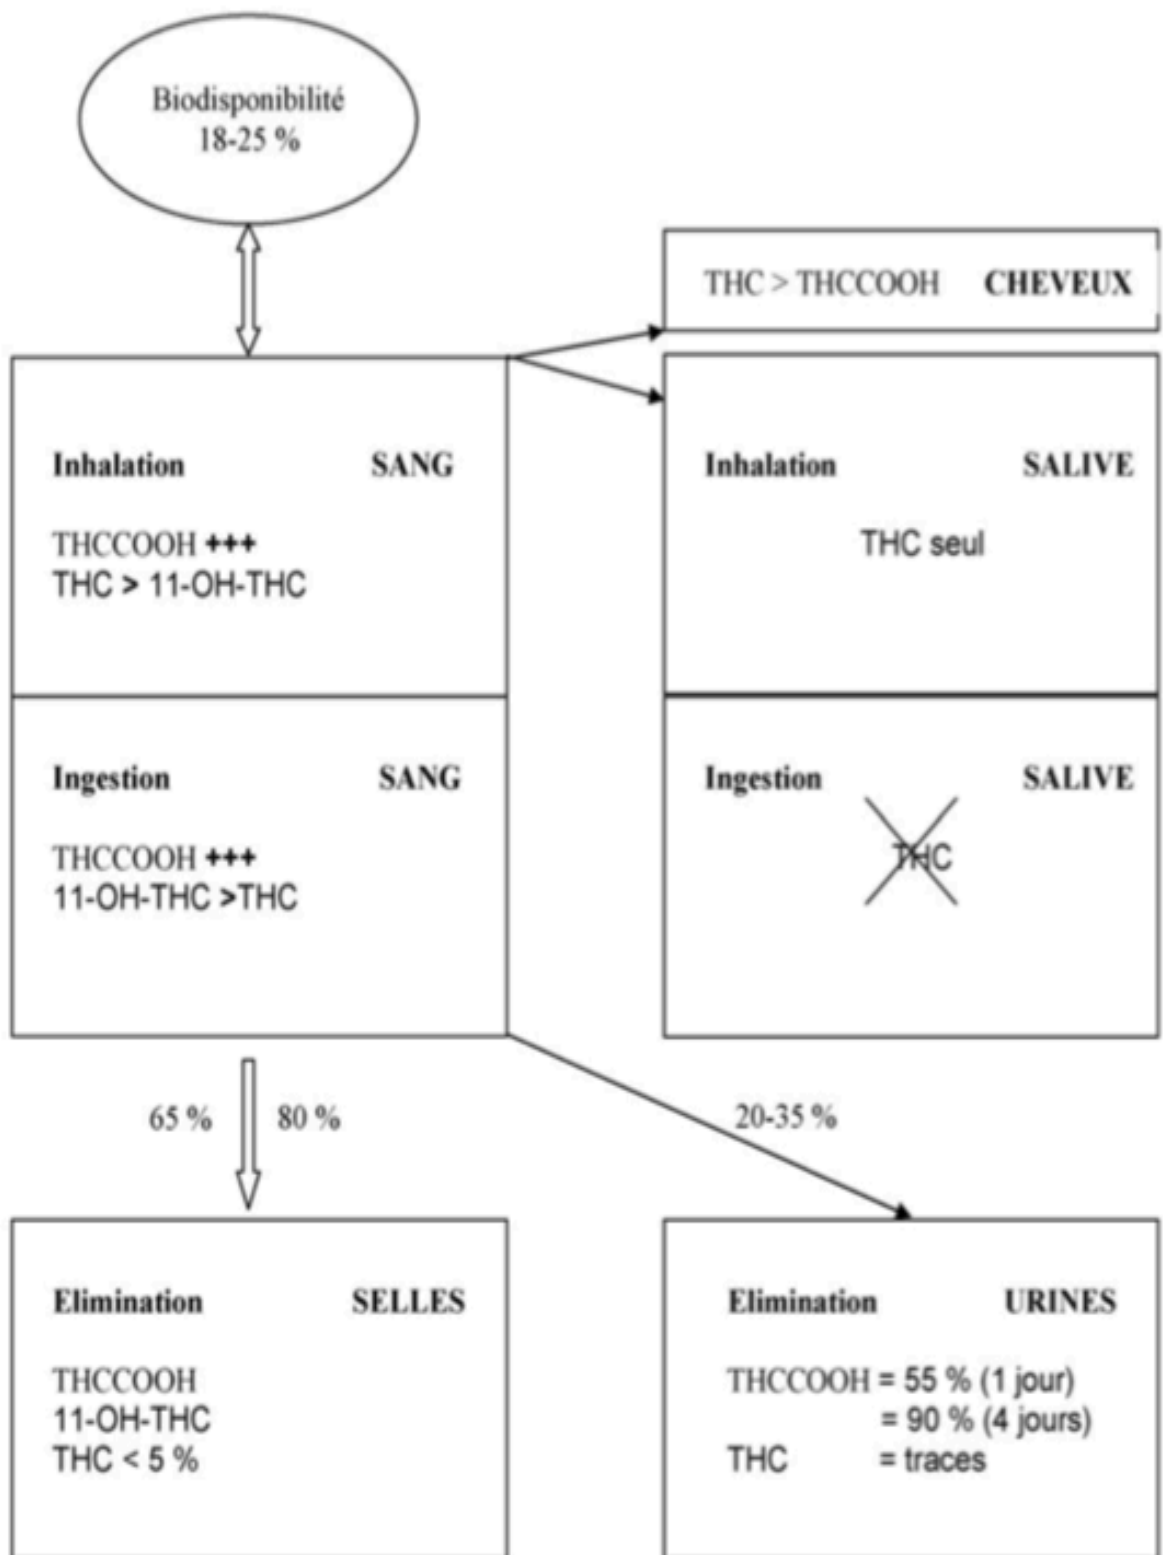 Biodisponibilité
18-25 %
THC > THCCOOH CHEVEUX
Inhalation SANG
THCCOOH +++
THC > 11-OH-THC
Inhalation SALIVE
THC seul
Ingestion SANG
THCCOOH +++
11-OH-THC >THC
Ingestion SALIVE
THC
65 % 80 %
20-35 %
Elimination SELLES
THCCOOH
11-OH-THC
THC < 5 %
Elimination URINES
THCCOOH = 55 % (1 jour)
= 90 % (4 jours)
THC = traces